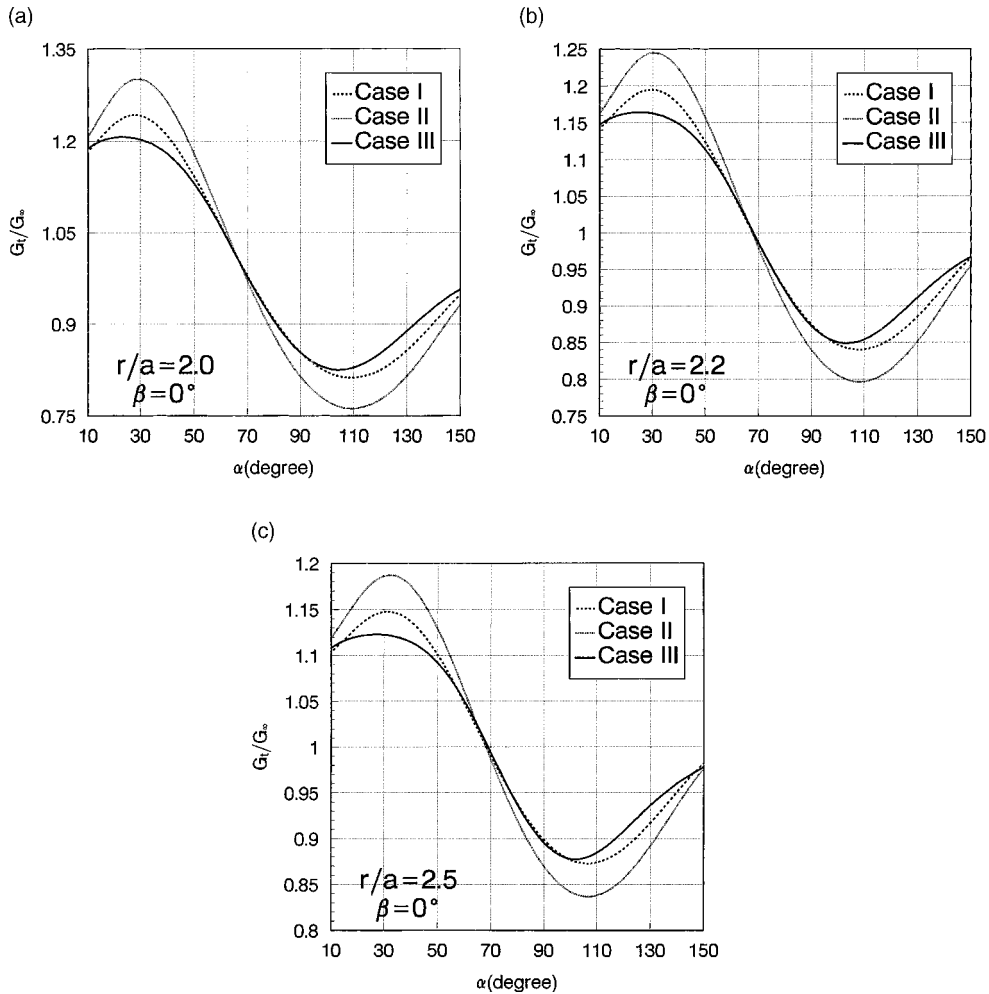 (a)
1.35
1.2
1.05
0.9
0.75
Gt/G∞
Case I
Case II
Case III
r/a=2.0
β=0°
10 30 50 70 90 110 130 150
α(degree)
(b)
1.25
1.2
1.15
1.1
1.05
1
0.95
0.9
0.85
0.8
0.75
Gt/G∞
Case I
Case II
Case III
r/a=2.2
β=0°
10 30 50 70 90 110 130 150
α(degree)
(c)
1.2
1.15
1.1
1.05
1
0.95
0.9
0.85
0.8
Gt/G∞
Case I
Case II
Case III
r/a=2.5
β=0°
10 30 50 70 90 110 130 150
α(degree)